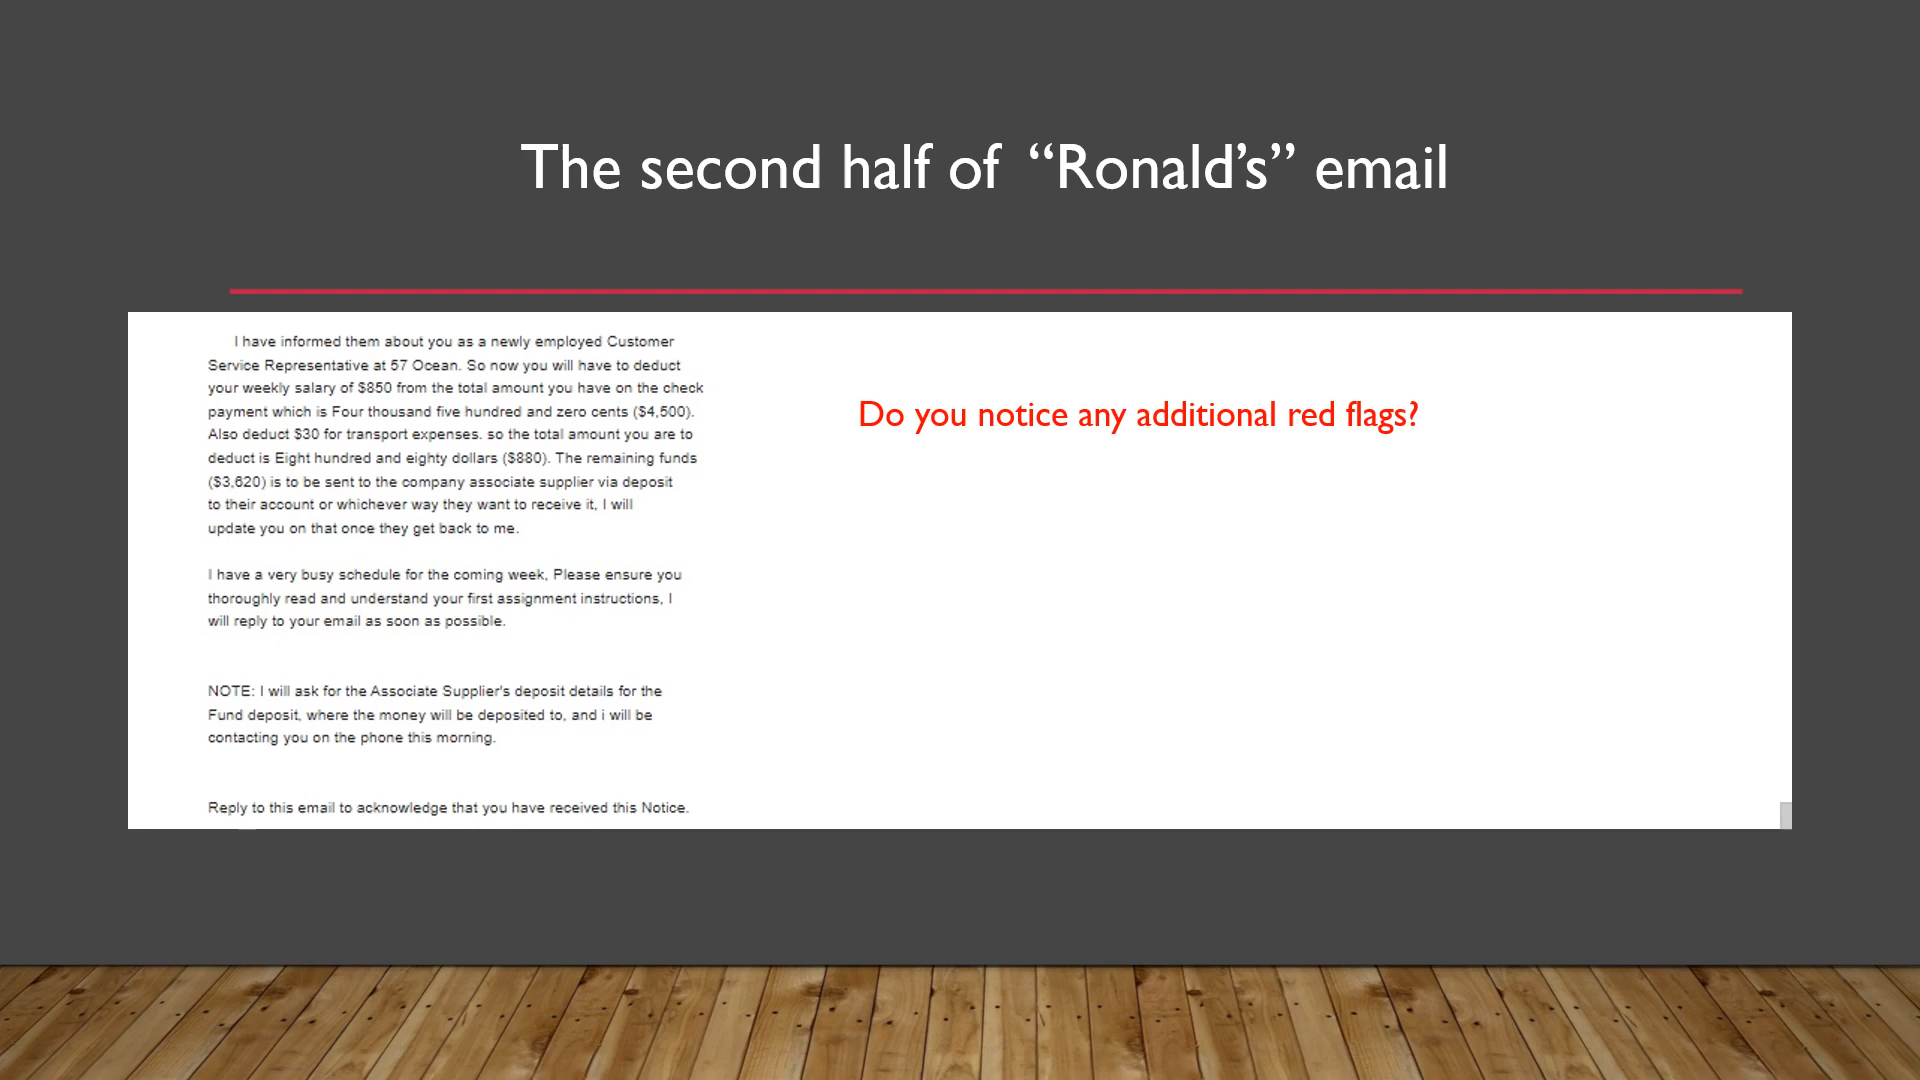 The second half of “Ronald’s” email
I have informed them about you as a newly employed Customer
Service Representative at 57 Ocean. So now you will have to deduct
your weekly salary of $850 from the total amount you have on the check
payment which is Four thousand five hundred and zero cents ($4,500).
Also deduct $30 for transport expenses. so the total amount you are to
deduct is Eight hundred and eighty dollars ($880). The remaining funds
($3,620) is to be sent to the company associate supplier via deposit
to their account or whichever way they want to receive it, I will
update you on that once they get back to me.
I have a very busy schedule for the coming week, Please ensure you
thoroughly read and understand your first assignment instructions, I
will reply to your email as soon as possible.
NOTE: I will ask for the Associate Supplier's deposit details for the
Fund deposit, where the money will be deposited to, and i will be
contacting you on the phone this morning.
Reply to this email to acknowledge that you have received this Notice.
Do you notice any additional red flags?